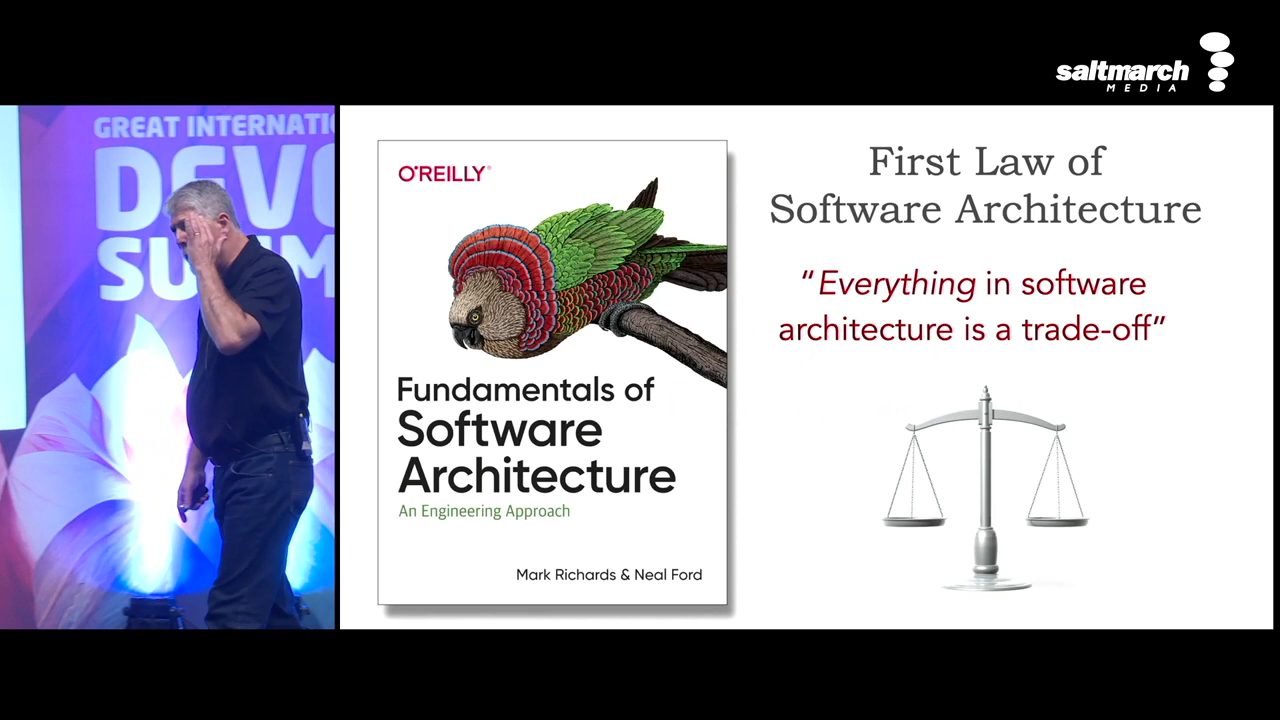 saltmarch
MEDIA
GREAT INTERNATI
DEV
SUMM
O'REILLY®
Fundamentals of
Software
Architecture
An Engineering Approach
Mark Richards & Neal Ford
First Law of
Software Architecture
“Everything in software
architecture is a trade-off”